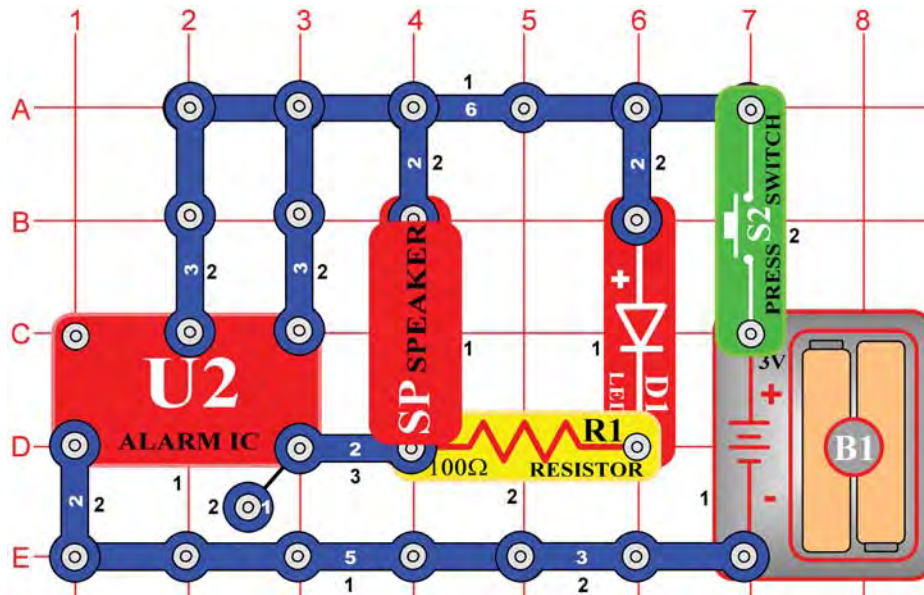 1 2 3 4 5 6 7 8
A
1
6
2 2
2 2
PRESS S2 SWITCH
2
B
3 2
3 2
SP SPEAKER
1
+
D1
LED
1
C
U2
ALARM IC
1
3V
+
-
B1
1
D
2
3
R1
100Ω
RESISTOR
2
2 2
2 1
E
5
1
3
2